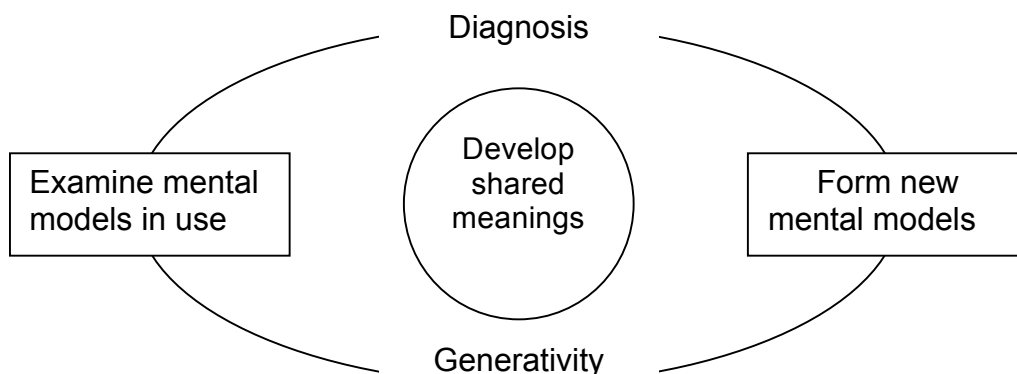 Diagnosis
Examine mental
models in use
Develop
shared
meanings
Form new
mental models
Generativity